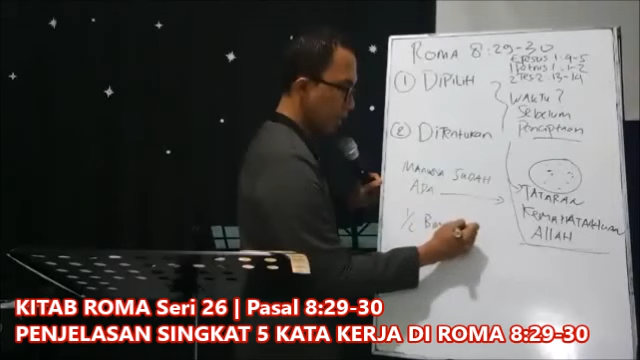 ROMA 8:29-30
EFESUS 1:4-5
1 PETRUS 1:1-2
2 TES 2:13-14
① DIPILIH
WAKTU?
SEBELUM
PENCIPTAAN
② DITENTUKAN
MANUSIA SUDAH
ADA
TATARAN
KEMAHATAHUAN
ALLAH
KITAB ROMA Seri 26 | Pasal 8:29-30
PENJELASAN SINGKAT 5 KATA KERJA DI ROMA 8:29-30